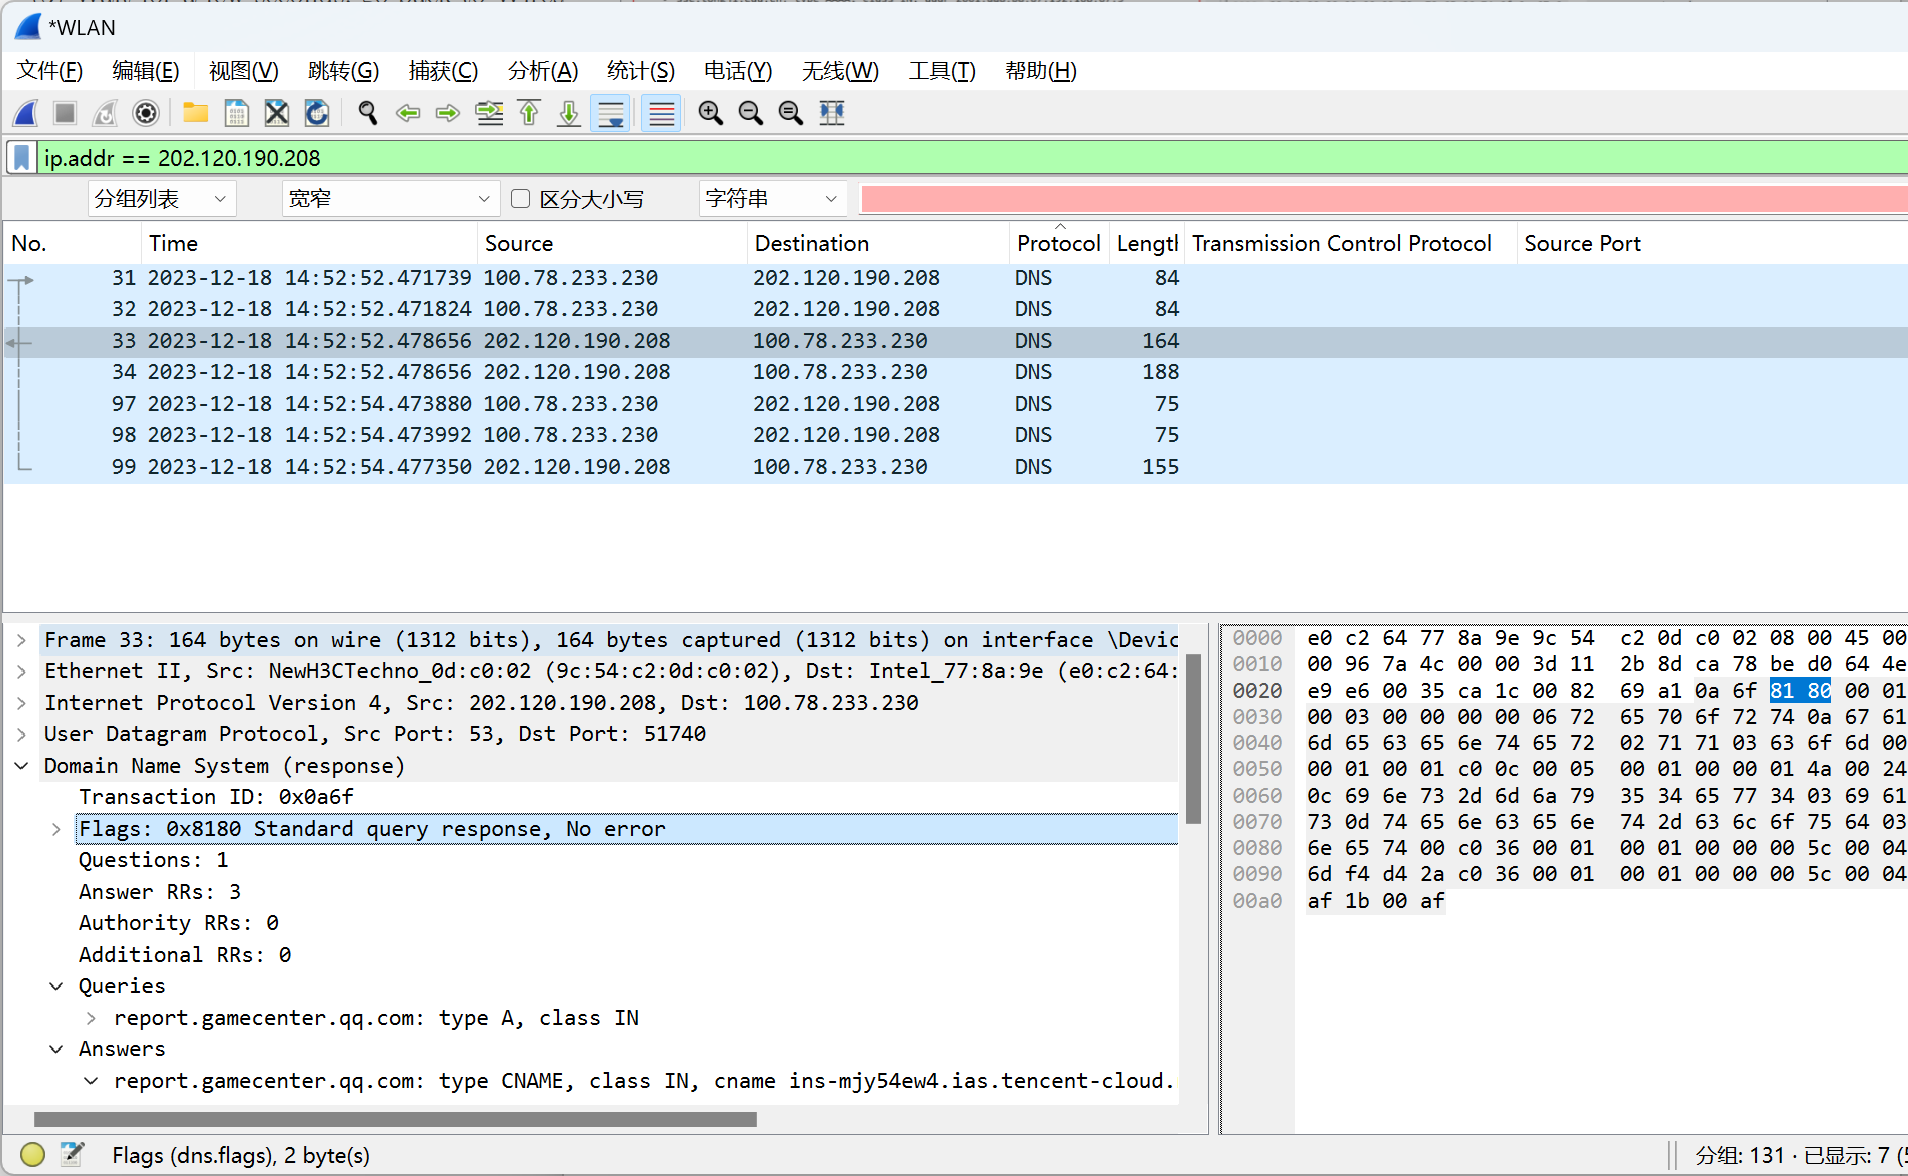 *WLAN
文件(F) 编辑(E) 视图(V) 跳转(G) 捕获(C) 分析(A) 统计(S) 电话(Y) 无线(W) 工具(T) 帮助(H)
ip.addr == 202.120.190.208
分组列表 宽窄 区分大小写 字符串
No. Time Source Destination Protocol Length Transmission Control Protocol Source Port
31 2023-12-18 14:52:52.471739 100.78.233.230 202.120.190.208 DNS 84
32 2023-12-18 14:52:52.471824 100.78.233.230 202.120.190.208 DNS 84
33 2023-12-18 14:52:52.478656 202.120.190.208 100.78.233.230 DNS 164
34 2023-12-18 14:52:52.478656 202.120.190.208 100.78.233.230 DNS 188
97 2023-12-18 14:52:54.473880 100.78.233.230 202.120.190.208 DNS 75
98 2023-12-18 14:52:54.473992 100.78.233.230 202.120.190.208 DNS 75
99 2023-12-18 14:52:54.477350 202.120.190.208 100.78.233.230 DNS 155
Frame 33: 164 bytes on wire (1312 bits), 164 bytes captured (1312 bits) on interface \Devic
Ethernet II, Src: NewH3CTechno_0d:c0:02 (9c:54:c2:0d:c0:02), Dst: Intel_77:8a:9e (e0:c2:64:
Internet Protocol Version 4, Src: 202.120.190.208, Dst: 100.78.233.230
User Datagram Protocol, Src Port: 53, Dst Port: 51740
Domain Name System (response)
Transaction ID: 0x0a6f
Flags: 0x8180 Standard query response, No error
Questions: 1
Answer RRs: 3
Authority RRs: 0
Additional RRs: 0
Queries
report.gamecenter.qq.com: type A, class IN
Answers
report.gamecenter.qq.com: type CNAME, class IN, cname ins-mjy54ew4.ias.tencent-cloud.
0000 e0 c2 64 77 8a 9e 9c 54 c2 0d c0 02 08 00 45 00
0010 00 96 7a 4c 00 00 3d 11 2b 8d ca 78 be d0 64 4e
0020 e9 e6 00 35 ca 1c 00 82 69 a1 0a 6f 81 80 00 01
0030 00 03 00 00 00 00 06 72 65 70 6f 72 74 0a 67 61
0040 6d 65 63 65 6e 74 65 72 02 71 71 03 63 6f 6d 00
0050 00 01 00 01 c0 0c 00 05 00 01 00 00 01 4a 00 24
0060 0c 69 6e 73 2d 6d 6a 79 35 34 65 77 34 03 69 61
0070 73 0d 74 65 6e 63 65 6e 74 2d 63 6c 6f 75 64 03
0080 6e 65 74 00 c0 36 00 01 00 01 00 00 00 5c 00 04
0090 6d f4 d4 2a c0 36 00 01 00 01 00 00 00 5c 00 04
00a0 af 1b 00 af
Flags (dns.flags), 2 byte(s)
分组: 131 · 已显示: 7 (